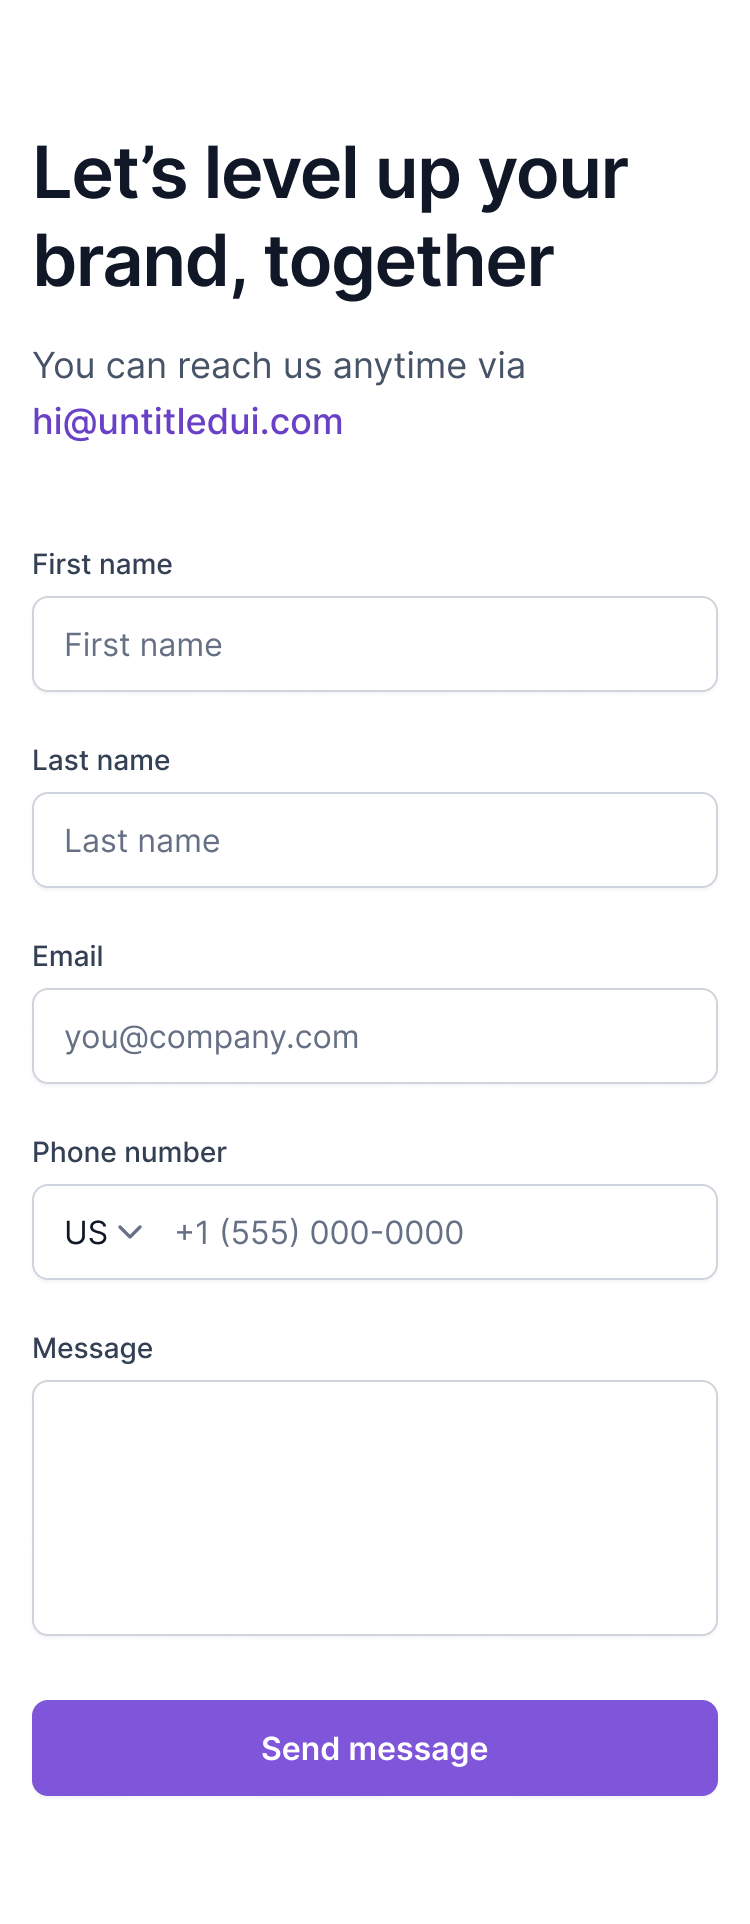 Let’s level up your
brand, together
You can reach us anytime via
hi@untitledui.com
First name
First name
Last name
Last name
Email
you@company.com
Phone number
US +1 (555) 000-0000
Message
Send message